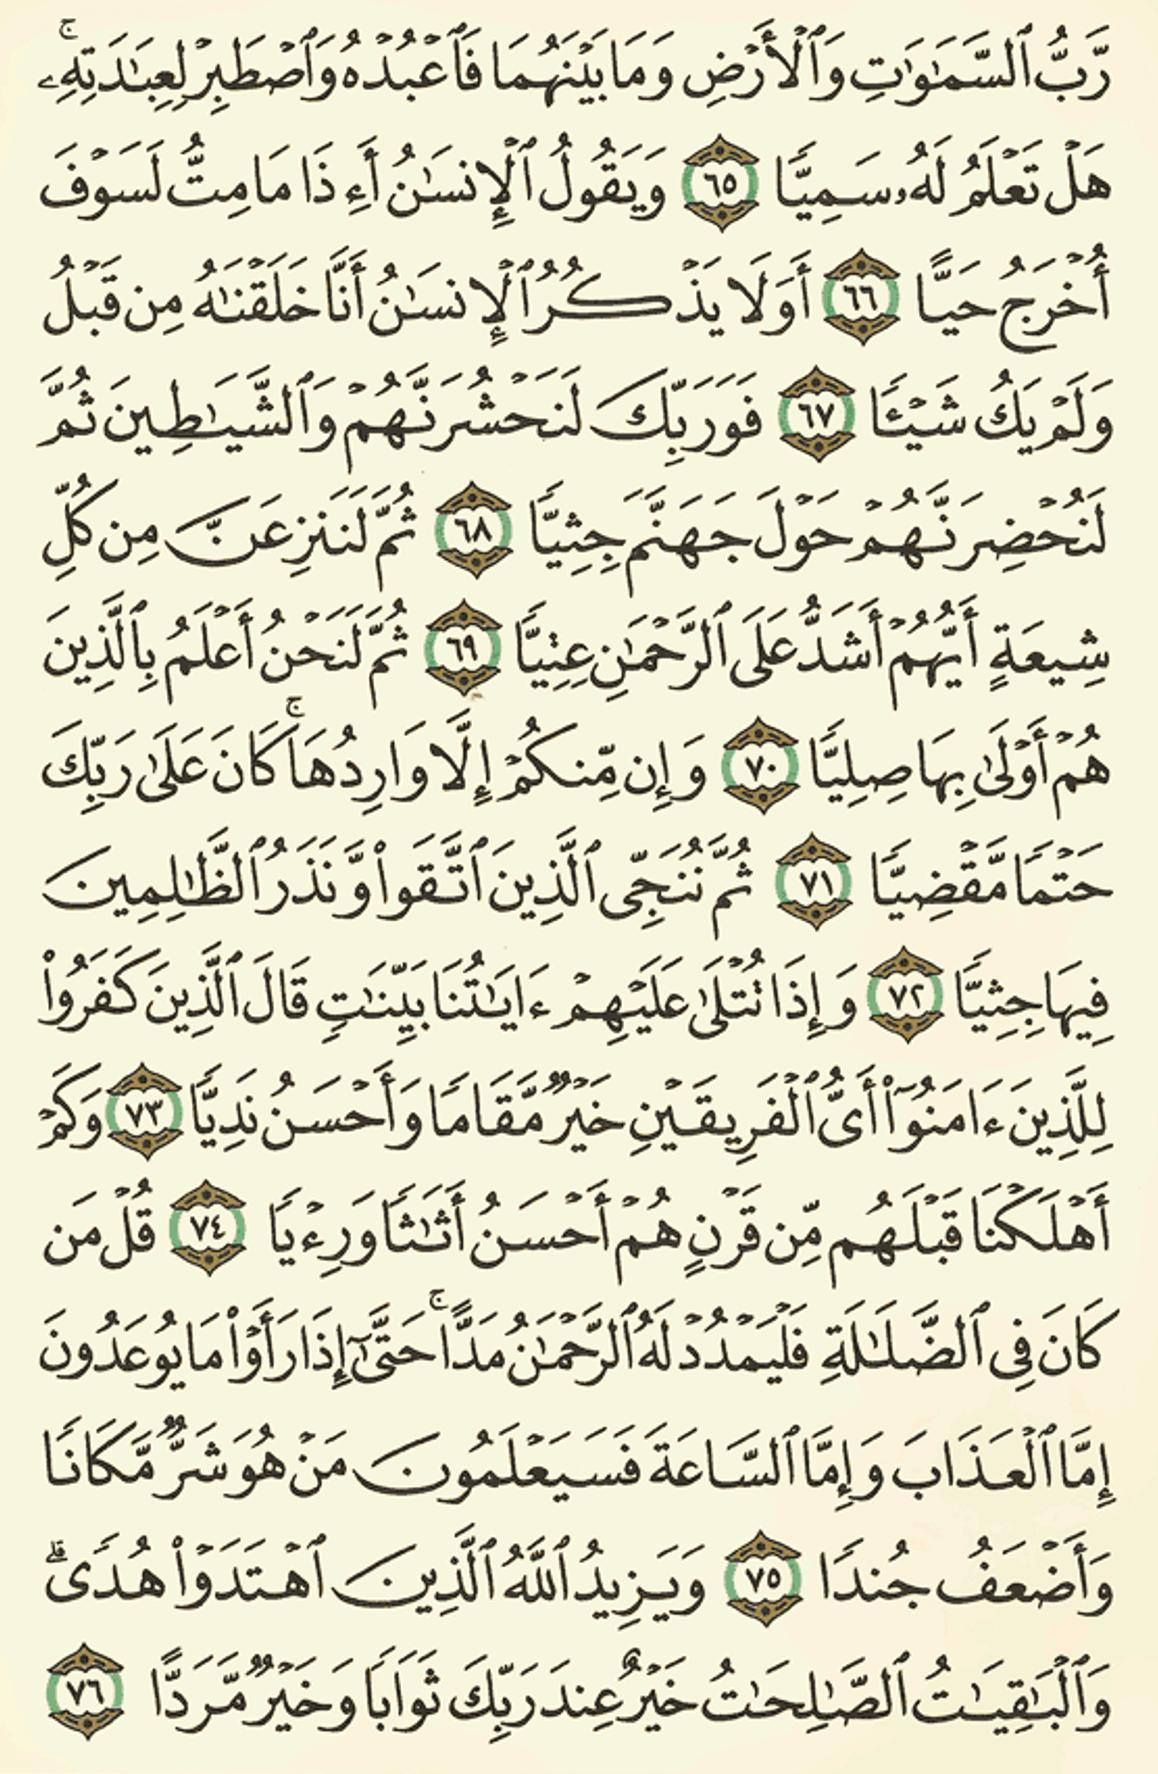 رَّبُّ ٱلسَّمَٰوَٰتِ وَٱلۡأَرۡضِ وَمَا بَيۡنَهُمَا فَٱعۡبُدۡهُ وَٱصۡطَبِرۡ لِعِبَٰدَتِهِۦۚ
هَلۡ تَعۡلَمُ لَهُۥ سَمِيّٗا ٦٥ وَيَقُولُ ٱلۡإِنسَٰنُ أَءِذَا مَا مِتُّ لَسَوۡفَ
أُخۡرَجُ حَيًّا ٦٦ أَوَلَا يَذۡكُرُ ٱلۡإِنسَٰنُ أَنَّا خَلَقۡنَٰهُ مِن قَبۡلُ
وَلَمۡ يَكُ شَيۡـٔٗا ٦٧ فَوَرَبِّكَ لَنَحۡشُرَنَّهُمۡ وَٱلشَّيَٰطِينَ ثُمَّ
لَنُحۡضِرَنَّهُمۡ حَوۡلَ جَهَنَّمَ جِثِيّٗا ٦٨ ثُمَّ لَنَنزِعَنَّ مِن كُلِّ
شِيعَةٍ أَيُّهُمۡ أَشَدُّ عَلَى ٱلرَّحۡمَٰنِ عِتِيّٗا ٦٩ ثُمَّ لَنَحۡنُ أَعۡلَمُ بِٱلَّذِينَ
هُمۡ أَوۡلَىٰ بِهَا صِلِيّٗا ٧٠ وَإِن مِّنكُمۡ إِلَّا وَارِدُهَاۚ كَانَ عَلَىٰ رَبِّكَ
حَتۡمٗا مَّقۡضِيّٗا ٧١ ثُمَّ نُنَجِّي ٱلَّذِينَ ٱتَّقَواْ وَّنَذَرُ ٱلظَّٰلِمِينَ
فِيهَا جِثِيّٗا ٧٢ وَإِذَا تُتۡلَىٰ عَلَيۡهِمۡ ءَايَٰتُنَا بَيِّنَٰتٖ قَالَ ٱلَّذِينَ كَفَرُواْ
لِلَّذِينَ ءَامَنُوٓاْ أَيُّ ٱلۡفَرِيقَيۡنِ خَيۡرٞ مَّقَامٗا وَأَحۡسَنُ نَدِيّٗا ٧٣ وَكَمۡ
أَهۡلَكۡنَا قَبۡلَهُم مِّن قَرۡنٍ هُمۡ أَحۡسَنُ أَثَٰثٗا وَرِءۡيٗا ٧٤ قُلۡ مَن
كَانَ فِي ٱلضَّلَٰلَةِ فَلۡيَمۡدُدۡ لَهُ ٱلرَّحۡمَٰنُ مَدًّاۚ حَتَّىٰٓ إِذَا رَأَوۡاْ مَا يُوعَدُونَ
إِمَّا ٱلۡعَذَابَ وَإِمَّا ٱلسَّاعَةَ فَسَيَعۡلَمُونَ مَنۡ هُوَ شَرّٞ مَّكَانٗا
وَأَضۡعَفُ جُندٗا ٧٥ وَيَزِيدُ ٱللَّهُ ٱلَّذِينَ ٱهۡتَدَوۡاْ هُدٗىۗ
وَٱلۡبَٰقِيَٰتُ ٱلصَّٰلِحَٰتُ خَيۡرٌ عِندَ رَبِّكَ ثَوَابٗا وَخَيۡرٞ مَّرَدًّا ٧٦